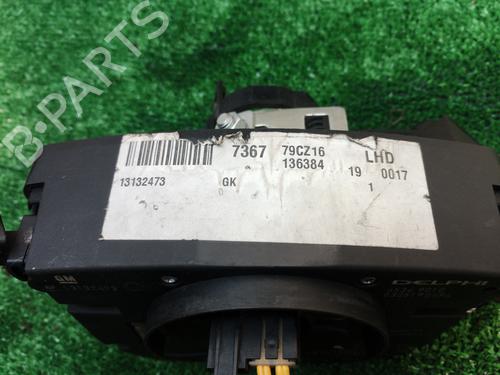 B-PARTS
7367 79CZ16 LHD
136384 19 0017
13132473 GK 1
GM
DELPHI